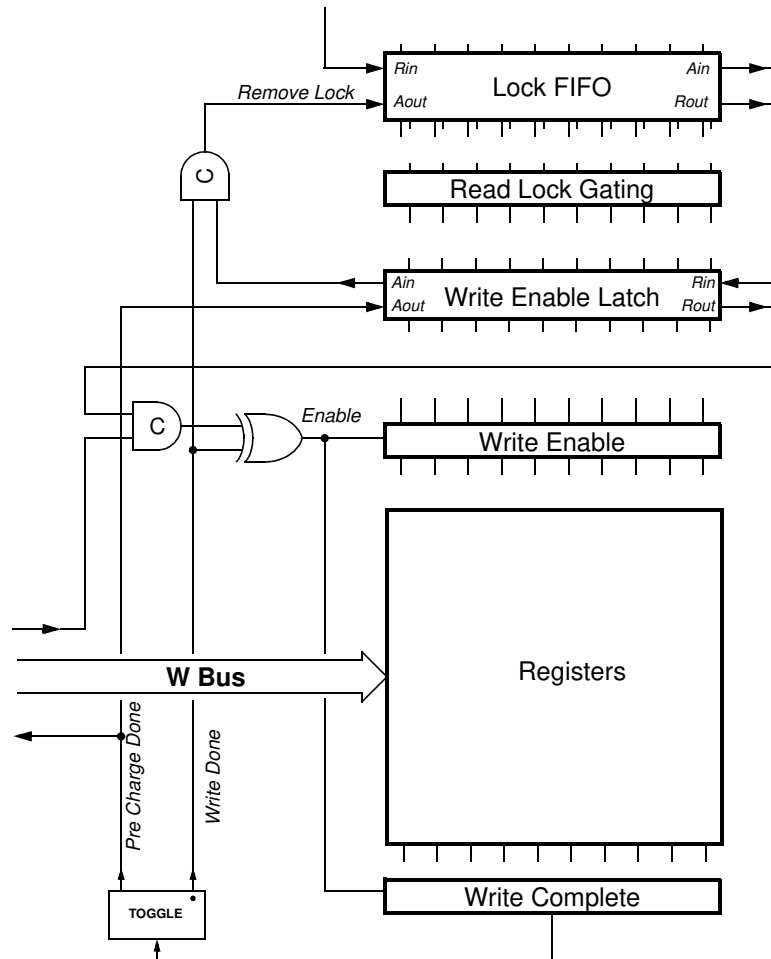 Rin
Lock FIFO
Ain
Remove Lock
Aout
Rout
C
Read Lock Gating
Ain
Write Enable Latch
Rin
Aout
Rout
Enable
C
Write Enable
Registers
W Bus
Pre Charge Done
Write Done
Write Complete
TOGGLE